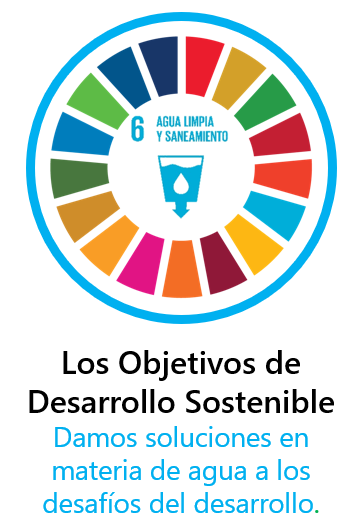 6 AGUA LIMPIA
Y SANEAMIENTO
Los Objetivos de
Desarrollo Sostenible
Damos soluciones en
materia de agua a los
desafíos del desarrollo.